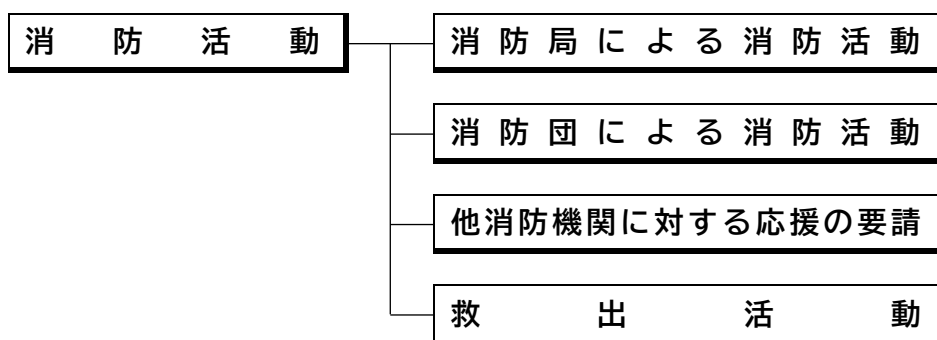 消防活動
消防局による消防活動
消防団による消防活動
他消防機関に対する応援の要請
救出活動